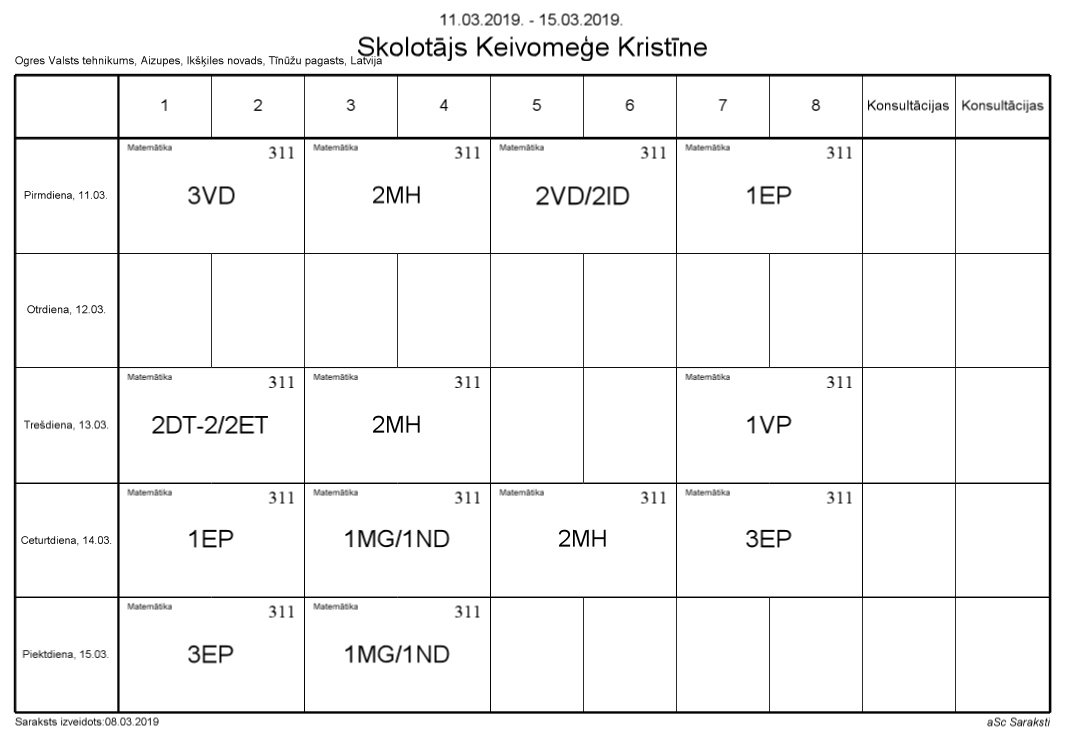 11.03.2019. - 15.03.2019.
Skolotājs Keivomeģe Kristīne
Ogres Valsts tehnikums, Aizupes, Ikšķiles novads, Tīnūžu pagasts, Latvija
1 2 3 4 5 6 7 8 Konsultācijas Konsultācijas
Pirmdiena, 11.03.
Matemātika 311 Matemātika 311 Matemātika 311 Matemātika 311
3VD 2MH 2VD/2ID 1EP
Otrdiena, 12.03.
Trešdiena, 13.03.
Matemātika 311 Matemātika 311 Matemātika 311
2DT-2/2ET 2MH 1VP
Ceturtdiena, 14.03.
Matemātika 311 Matemātika 311 Matemātika 311 Matemātika 311
1EP 1MG/1ND 2MH 3EP
Piektdiena, 15.03.
Matemātika 311 Matemātika 311
3EP 1MG/1ND
Saraksts izveidots:08.03.2019
aSc Saraksti